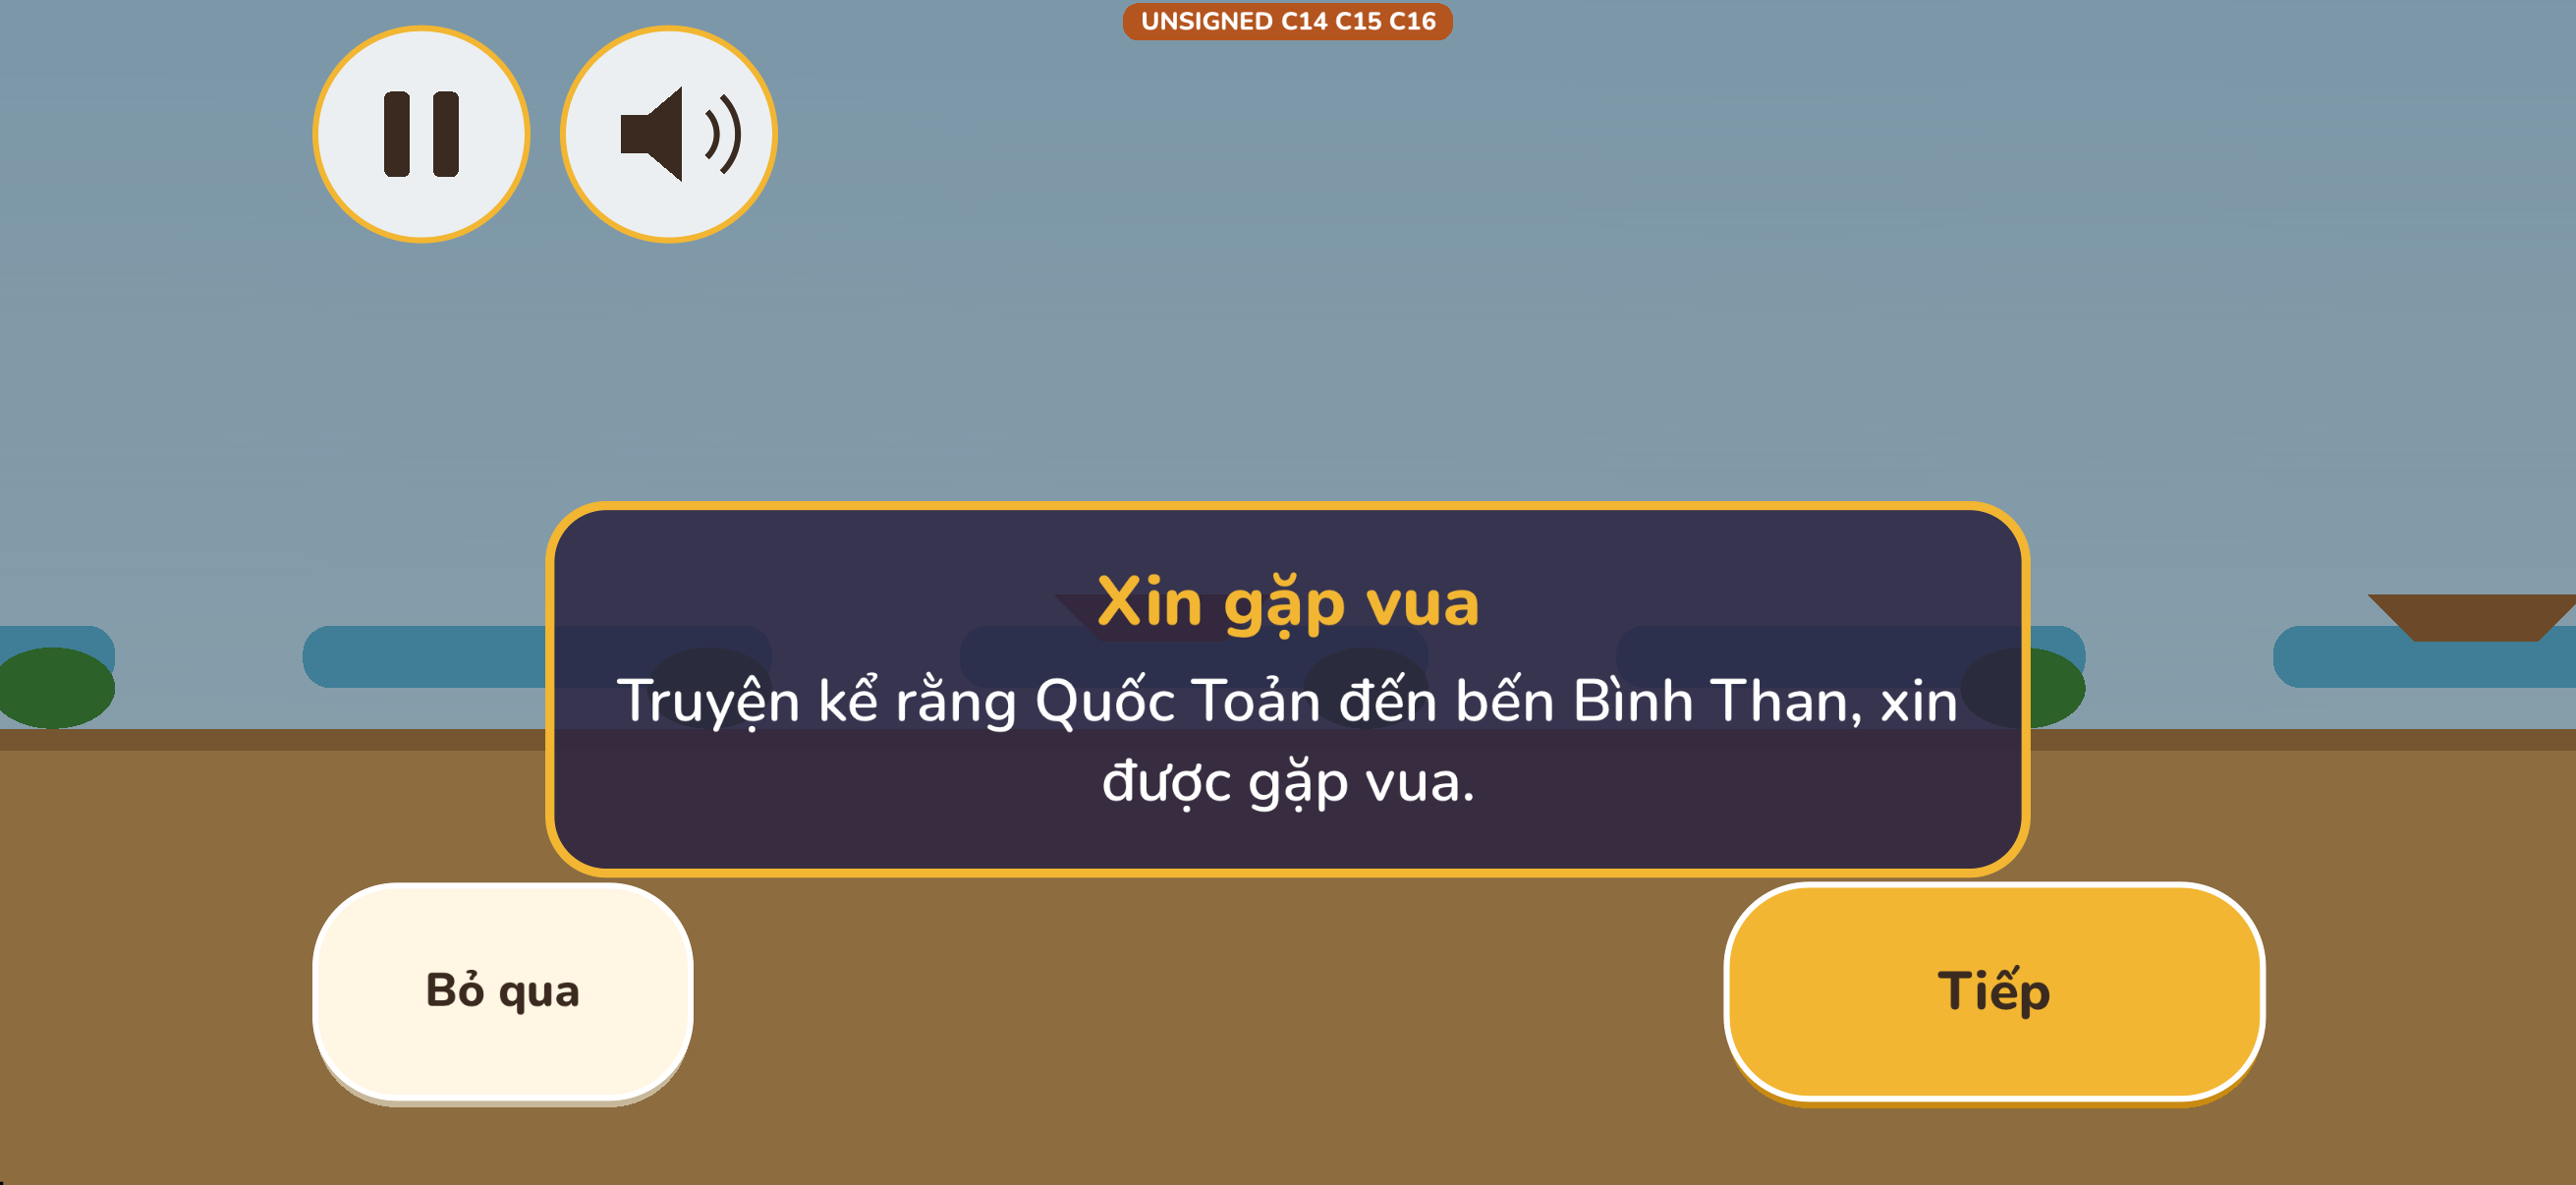 UNSIGNED C14 C15 C16
Xin gặp vua
Truyện kể rằng Quốc Toản đến bến Bình Than, xin
được gặp vua.
Bỏ qua
Tiếp